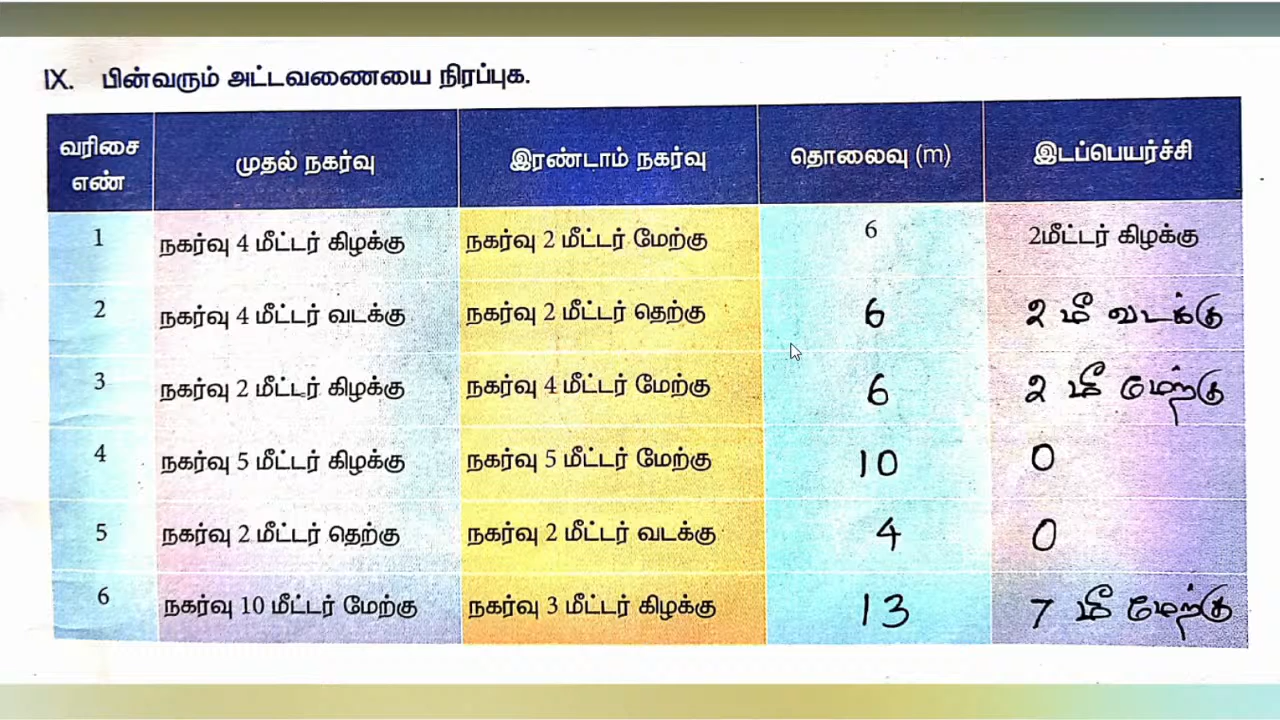 IX. பின்வரும் அட்டவணையை நிரப்புக.
வரிசை எண் முதல் நகர்வு இரண்டாம் நகர்வு தொலைவு (m) இடப்பெயர்ச்சி
1 நகர்வு 4 மீட்டர் கிழக்கு நகர்வு 2 மீட்டர் மேற்கு 6 2மீட்டர் கிழக்கு
2 நகர்வு 4 மீட்டர் வடக்கு நகர்வு 2 மீட்டர் தெற்கு 6 2 மீ வடக்கு
3 நகர்வு 2 மீட்டர் கிழக்கு நகர்வு 4 மீட்டர் மேற்கு 6 2 மீ மேற்கு
4 நகர்வு 5 மீட்டர் கிழக்கு நகர்வு 5 மீட்டர் மேற்கு 10 0
5 நகர்வு 2 மீட்டர் தெற்கு நகர்வு 2 மீட்டர் வடக்கு 4 0
6 நகர்வு 10 மீட்டர் மேற்கு நகர்வு 3 மீட்டர் கிழக்கு 13 7 மீ மேற்கு